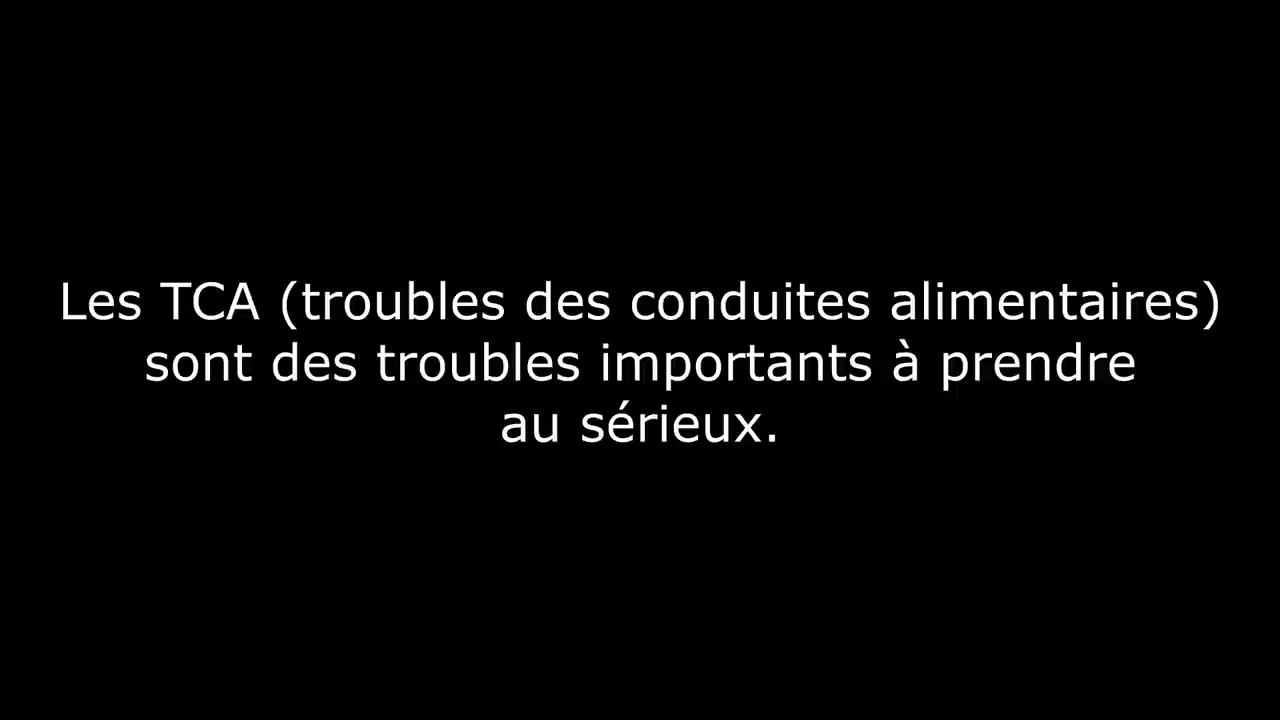 Les TCA (troubles des conduites alimentaires)
sont des troubles importants à prendre
au sérieux.